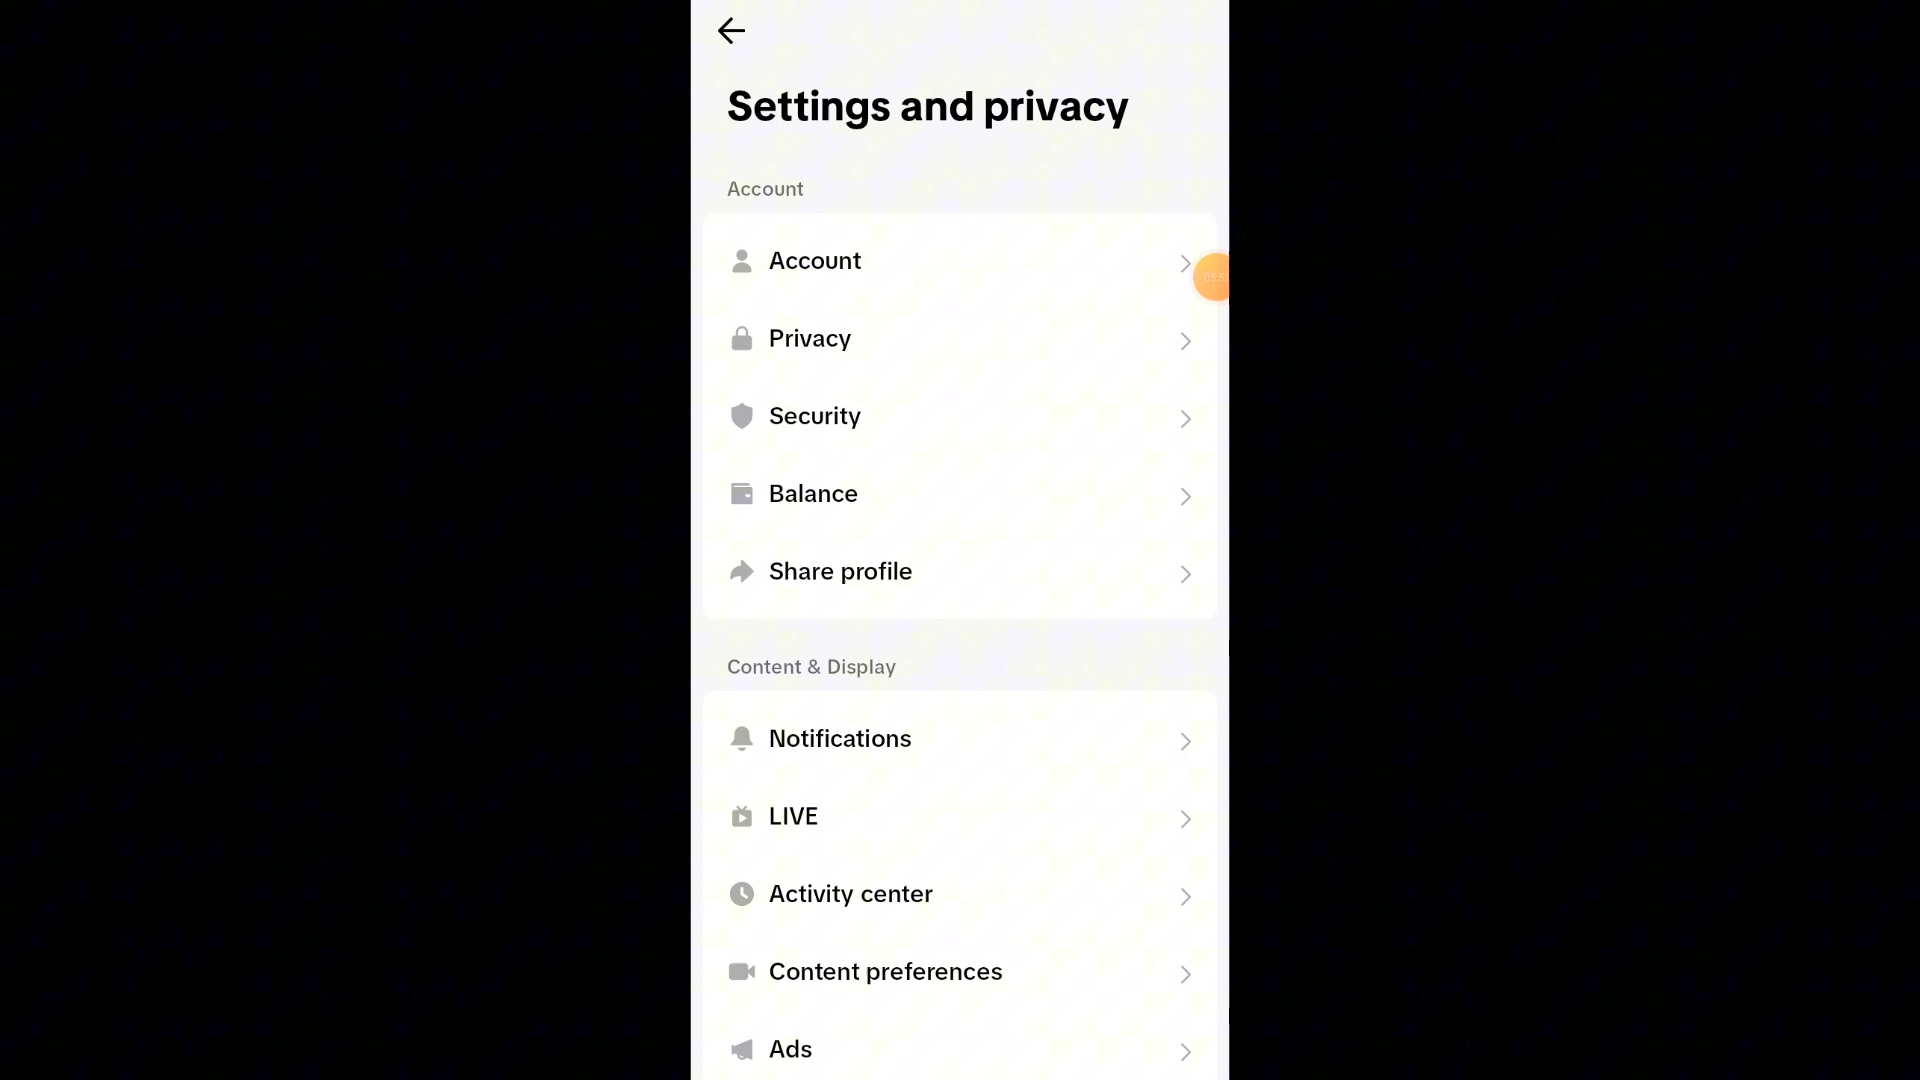 Settings and privacy
Account
Account
Privacy
Security
Balance
Share profile
Content & Display
Notifications
LIVE
Activity center
Content preferences
Ads